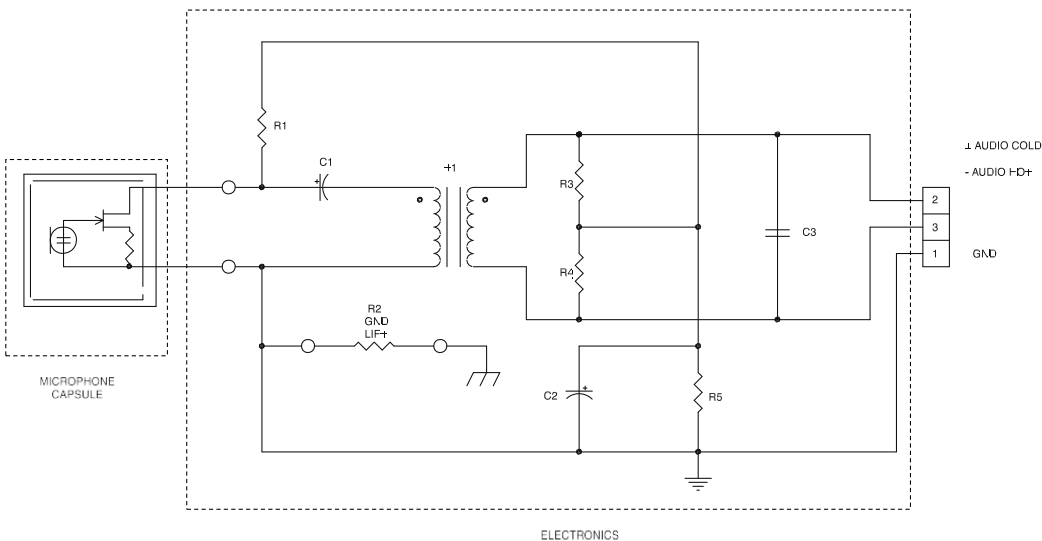 R1
C1
+1
R3
⊥ AUDIO COLD
- AUDIO HO+
2
3
C3
R4
1
GND
R2
GND
LIF+
MICROPHONE
CAPSULE
C2
R5
ELECTRONICS